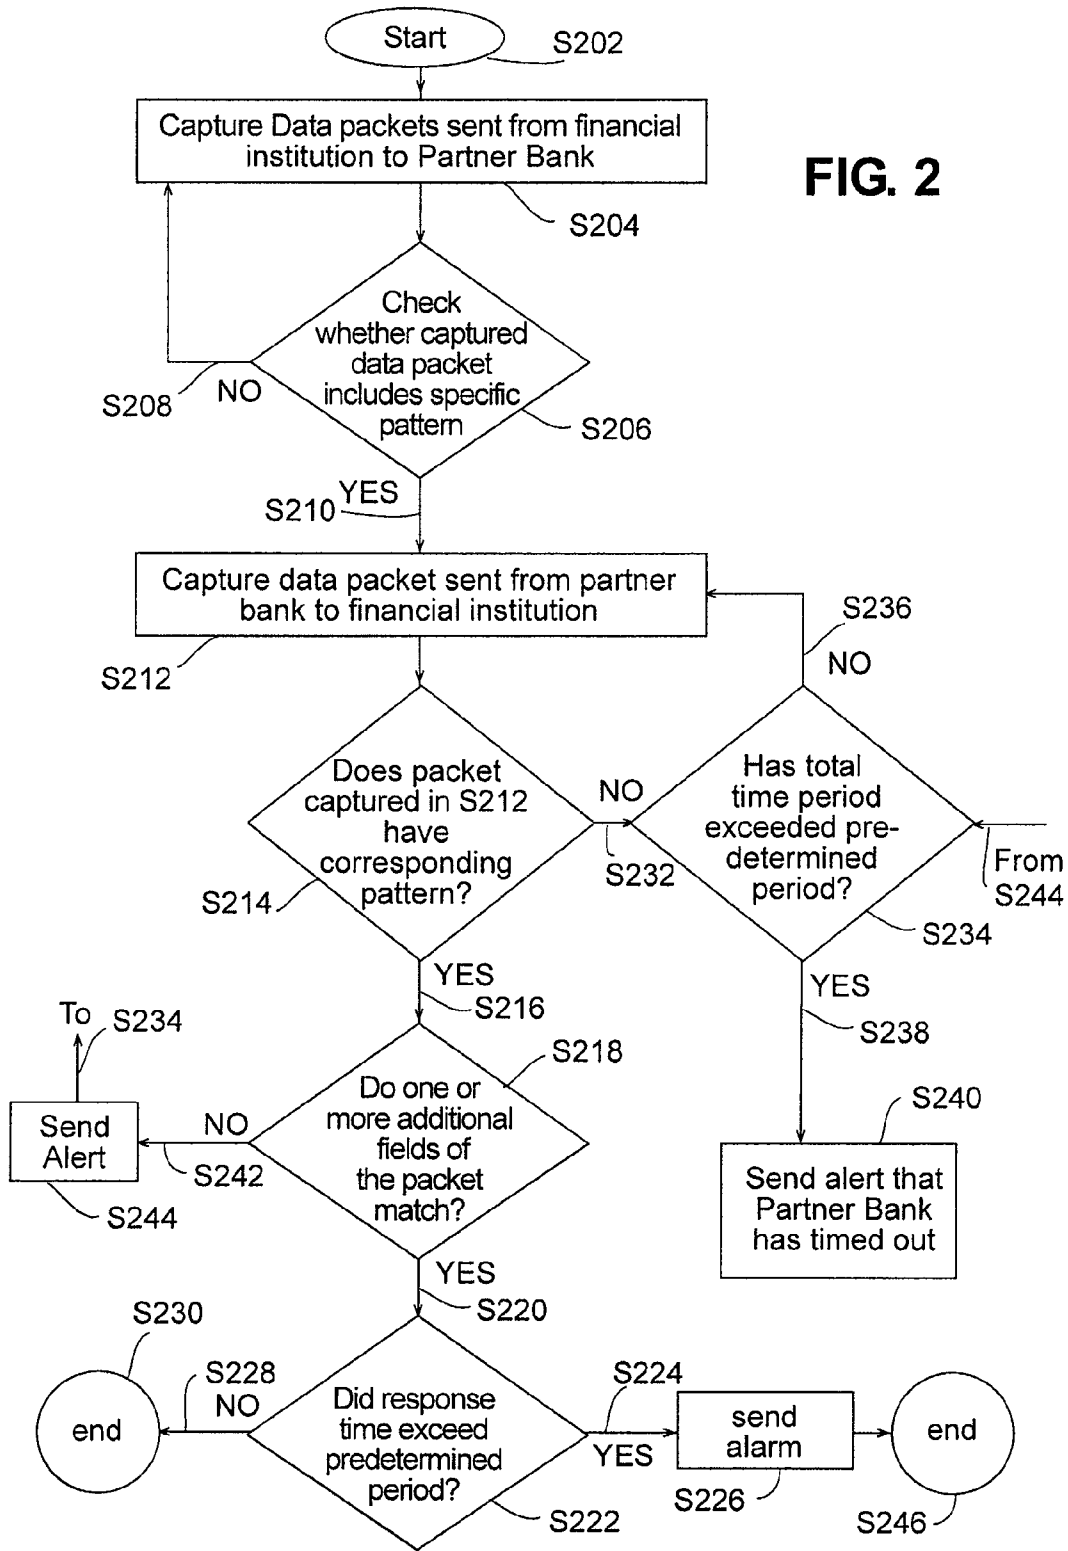 Start
S202
Capture Data packets sent from financial
institution to Partner Bank
FIG. 2
S204
Check
whether captured
data packet
includes specific
pattern
S208
NO
S206
YES
S210
Capture data packet sent from partner
bank to financial institution
S236
NO
S212
Does packet
captured in S212
have
corresponding
pattern?
NO
S232
Has total
time period
exceeded pre-
determined
period?
From
S244
S214
S234
YES
S216
YES
S238
To
S234
S218
Do one or
more additional
fields of
the packet
match?
S240
Send
Alert
NO
S242
S244
Send alert that
Partner Bank
has timed out
YES
S220
S230
S228
NO
end
Did response
time exceed
predetermined
period?
S224
YES
send
alarm
end
S226
S222
S246